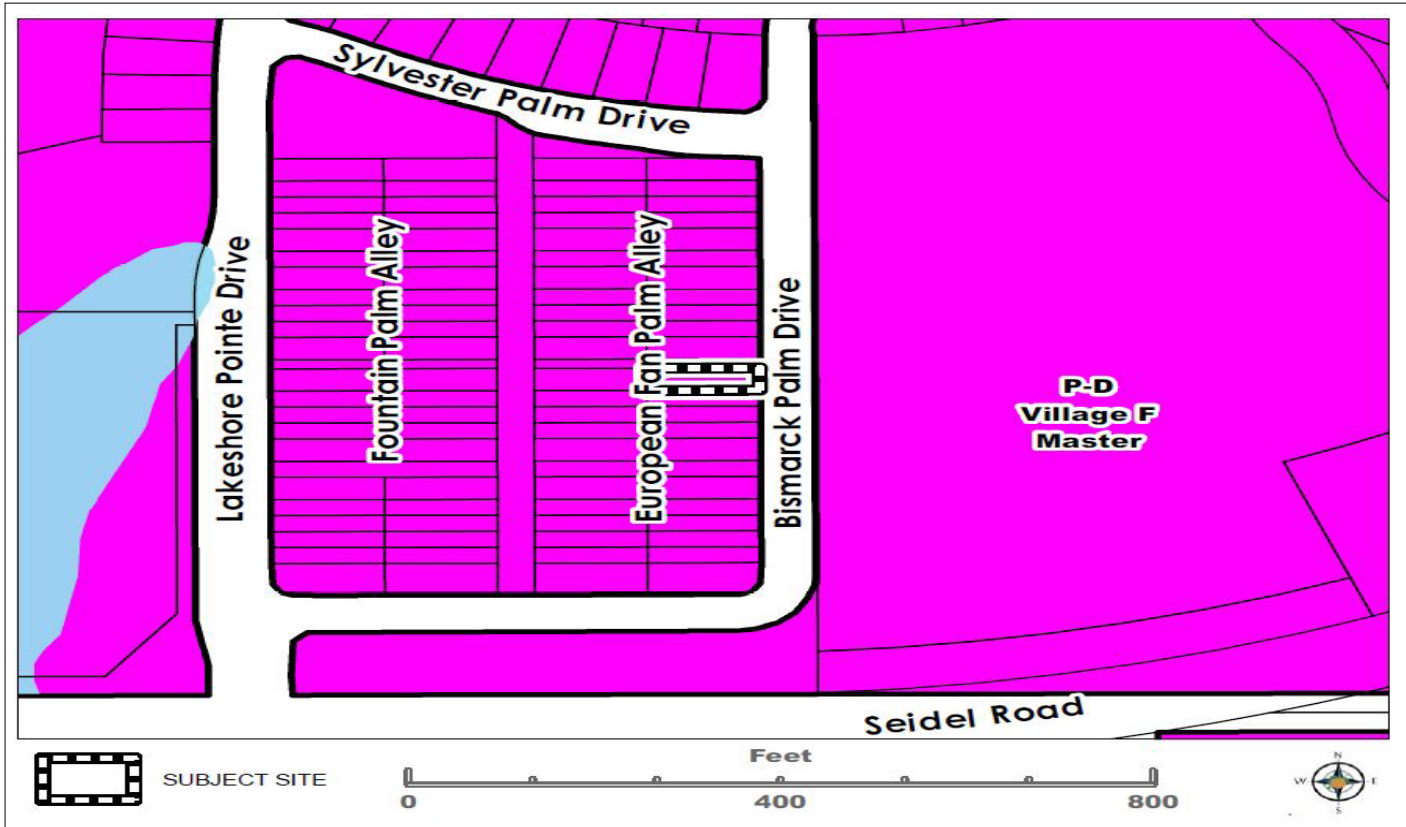 Sylvester Palm Drive
Lakeshore Pointe Drive
Fountain Palm Alley
European Fan Palm Alley
Bismarck Palm Drive
P-D
Village F
Master
Seidel Road
SUBJECT SITE
Feet
0 400 800
N
W E
S